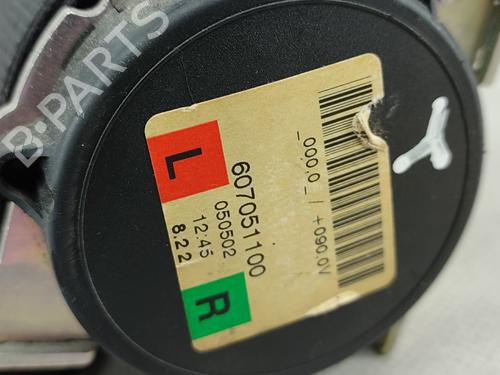 B-PARTS
L
R
607051100
050502
12:45
8.22
_000.0_ / +090.0V